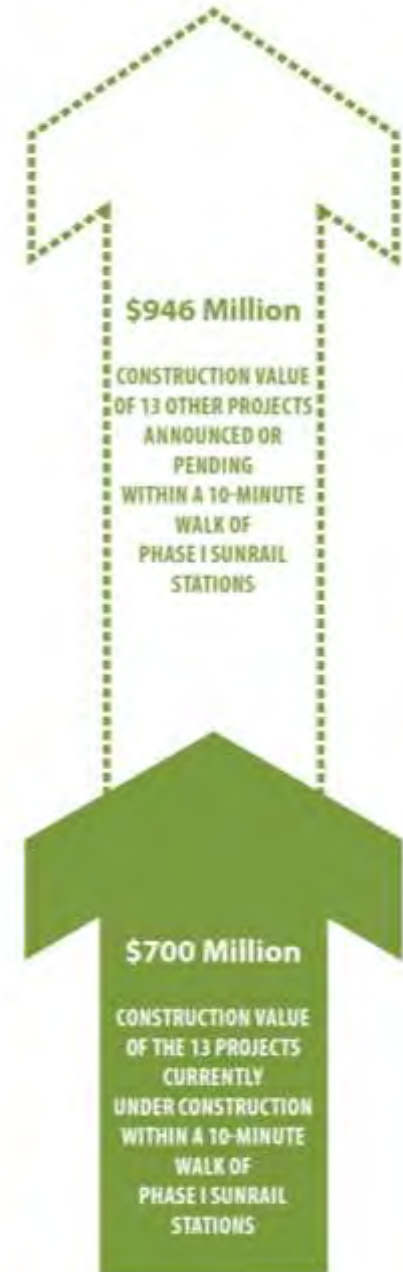 $946 Million
CONSTRUCTION VALUE
OF 13 OTHER PROJECTS
ANNOUNCED OR
PENDING
WITHIN A 10-MINUTE
WALK OF
PHASE I SUNRAIL
STATIONS
$700 Million
CONSTRUCTION VALUE
OF THE 13 PROJECTS
CURRENTLY
UNDER CONSTRUCTION
WITHIN A 10-MINUTE
WALK OF
PHASE I SUNRAIL
STATIONS